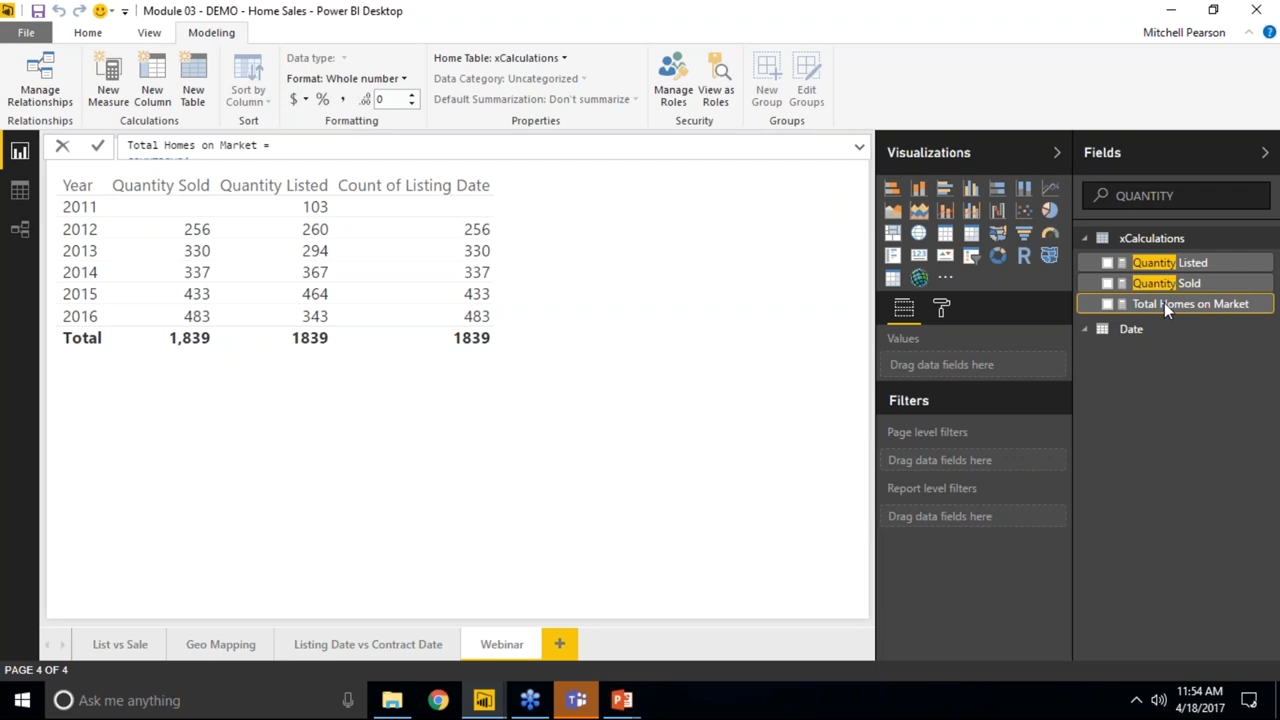 Module 03 - DEMO - Home Sales - Power BI Desktop
Mitchell Pearson
File Home View Modeling
Manage Relationships
Relationships
New Measure
New Column
New Table
Calculations
Sort by Column
Sort
Data type:
Format: Whole number
$ % , .00 0
Formatting
Home Table: xCalculations
Data Category: Uncategorized
Default Summarization: Don't summarize
Properties
Manage Roles
View as Roles
Security
New Group
Edit Groups
Groups
Total Homes on Market =
Year Quantity Sold Quantity Listed Count of Listing Date
2011 103
2012 256 260 256
2013 330 294 330
2014 337 367 337
2015 433 464 433
2016 483 343 483
Total 1,839 1839 1839
Visualizations
R
Values
Drag data fields here
Filters
Page level filters
Drag data fields here
Report level filters
Drag data fields here
Fields
QUANTITY
xCalculations
Quantity Listed
Quantity Sold
Total Homes on Market
Date
List vs Sale
Geo Mapping
Listing Date vs Contract Date
Webinar
PAGE 4 OF 4
Ask me anything
11:54 AM
4/18/2017